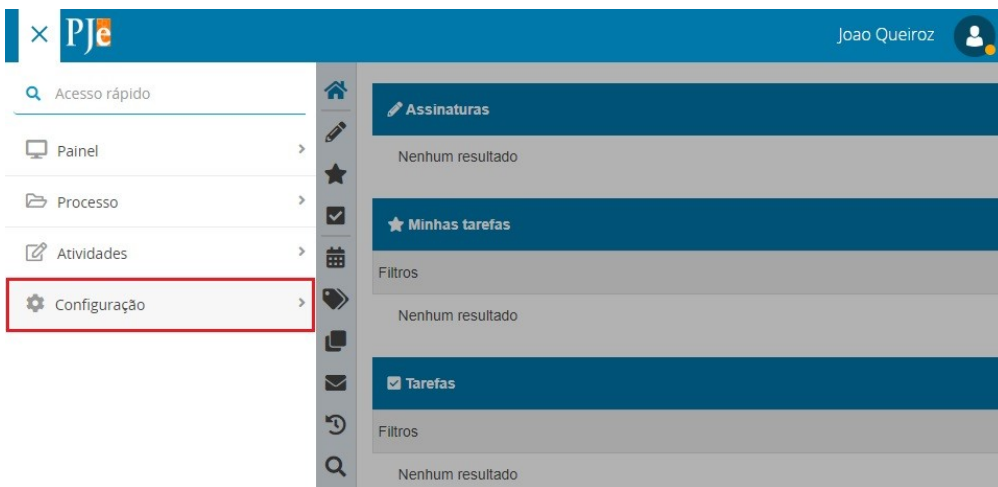 PJe
Joao Queiroz
Acesso rápido
Painel
Processo
Atividades
Configuração
Assinaturas
Nenhum resultado
Minhas tarefas
Filtros
Nenhum resultado
Tarefas
Filtros
Nenhum resultado